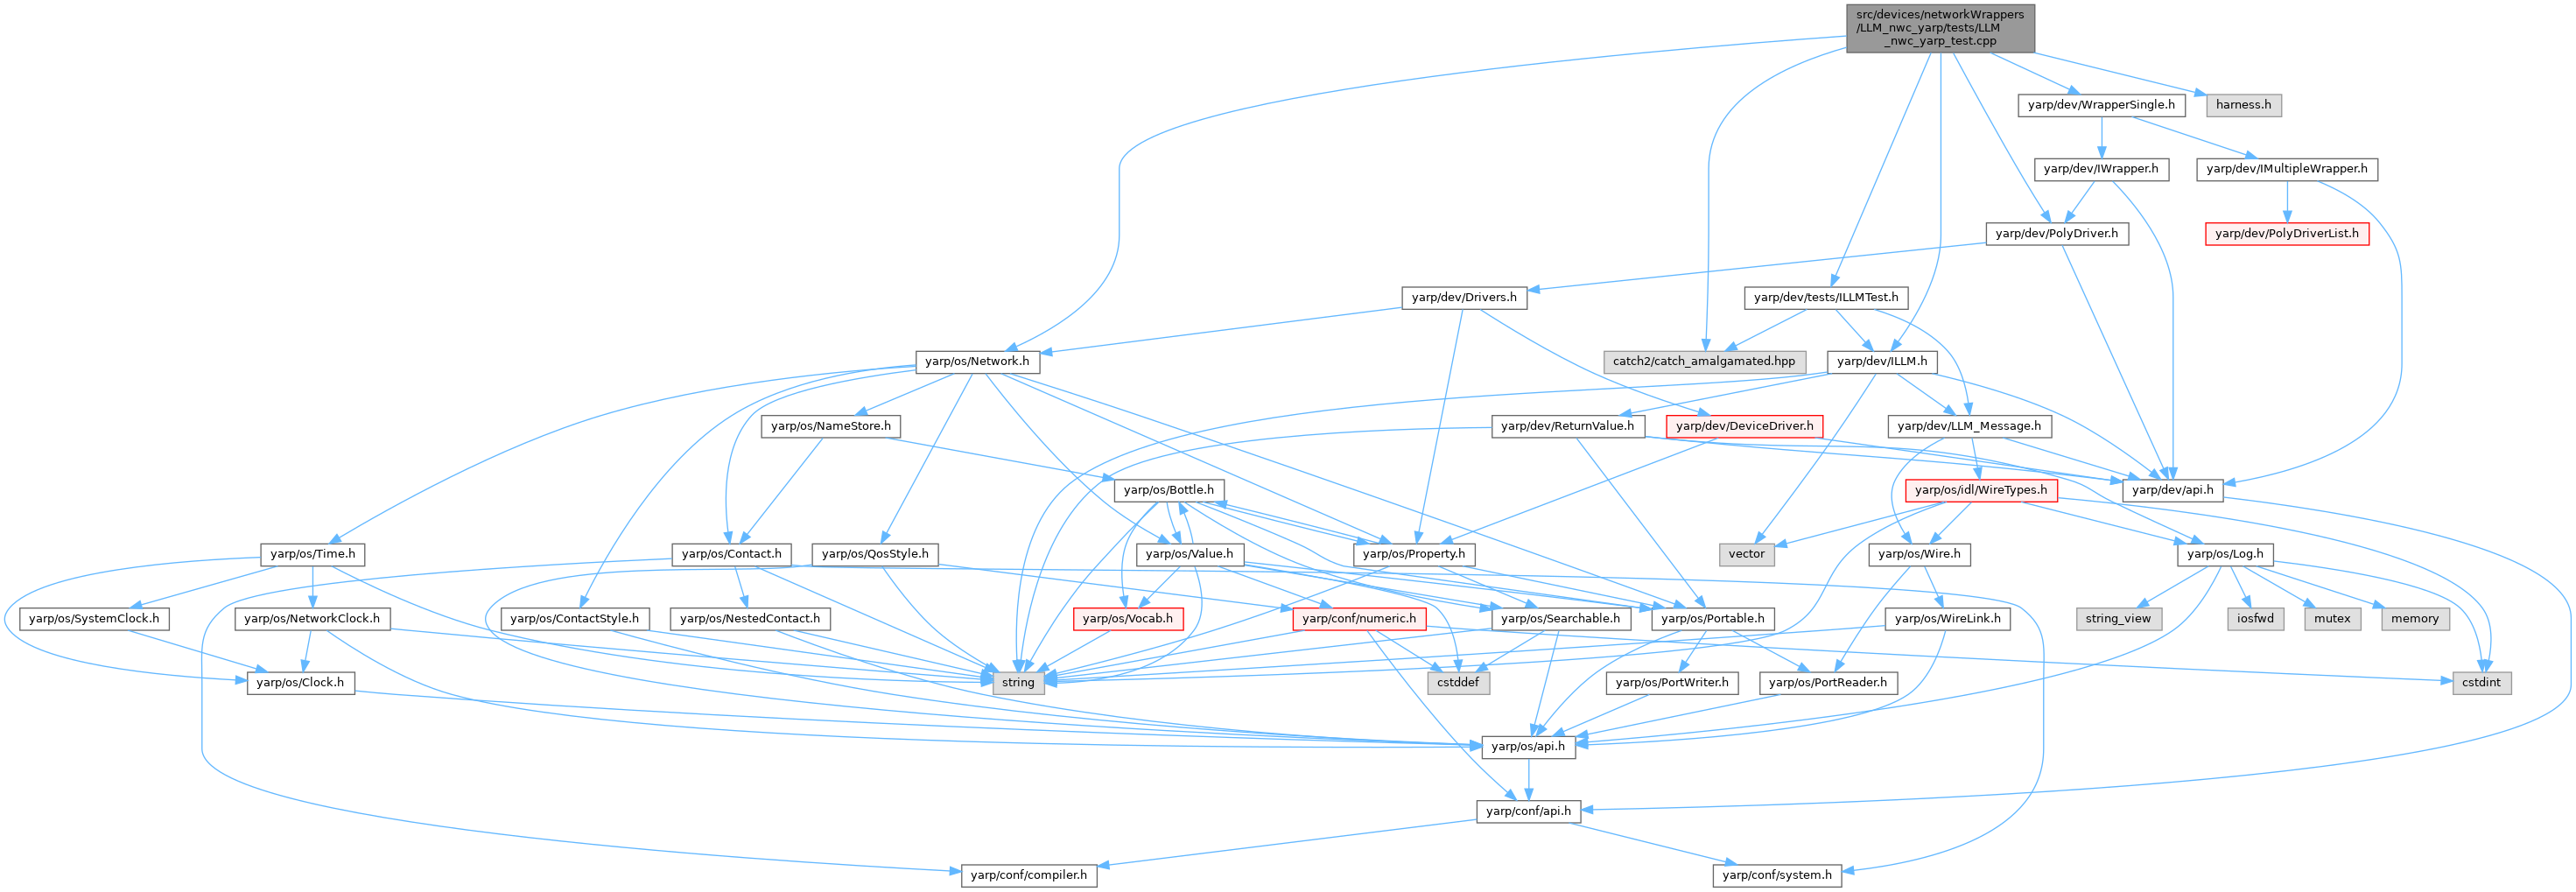 src/devices/networkWrappers
/LLM_nwc_yarp/tests/LLM
_nwc_yarp_test.cpp
yarp/dev/WrapperSingle.h
harness.h
yarp/dev/IWrapper.h
yarp/dev/IMultipleWrapper.h
yarp/dev/PolyDriver.h
yarp/dev/PolyDriverList.h
yarp/dev/Drivers.h
yarp/dev/tests/ILLMTest.h
yarp/os/Network.h
catch2/catch_amalgamated.hpp
yarp/dev/ILLM.h
yarp/os/NameStore.h
yarp/dev/ReturnValue.h
yarp/dev/DeviceDriver.h
yarp/dev/LLM_Message.h
yarp/os/Bottle.h
yarp/os/idl/WireTypes.h
yarp/dev/api.h
yarp/os/Time.h
yarp/os/Contact.h
yarp/os/QosStyle.h
yarp/os/Value.h
yarp/os/Property.h
vector
yarp/os/Wire.h
yarp/os/Log.h
yarp/os/SystemClock.h
yarp/os/NetworkClock.h
yarp/os/ContactStyle.h
yarp/os/NestedContact.h
yarp/os/Vocab.h
yarp/conf/numeric.h
yarp/os/Searchable.h
yarp/os/Portable.h
yarp/os/WireLink.h
string_view
iosfwd
mutex
memory
yarp/os/Clock.h
string
cstddef
yarp/os/PortWriter.h
yarp/os/PortReader.h
cstdint
yarp/os/api.h
yarp/conf/api.h
yarp/conf/compiler.h
yarp/conf/system.h